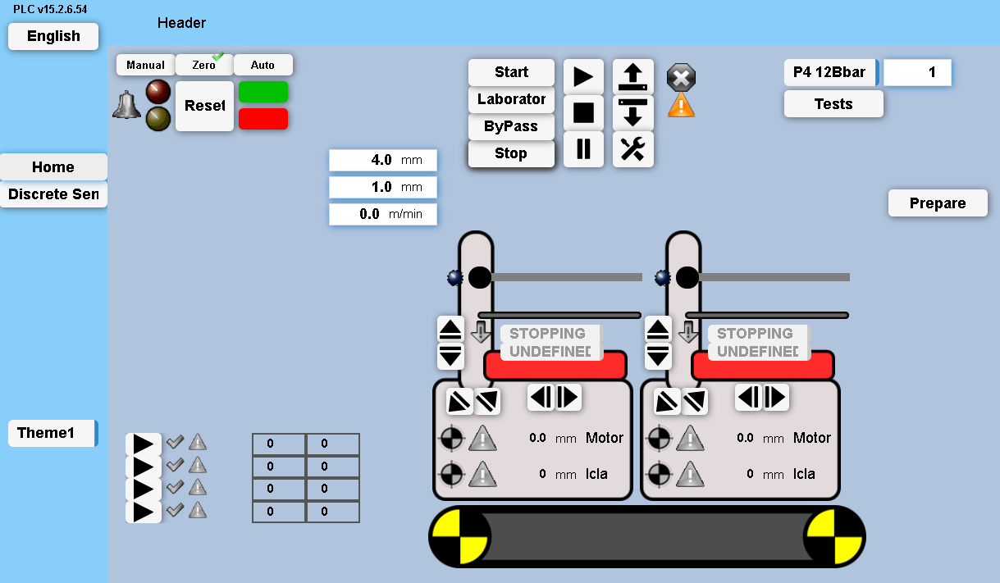 PLC v15.2.6.54
English
Header
Manual
Zero
Auto
Reset
Start
Laborator
ByPass
Stop
P4 12Bbar
1
Tests
Home
Discrete Sen
4.0 mm
1.0 mm
0.0 m/min
Prepare
STOPPING
UNDEFINED
STOPPING
UNDEFINED
Theme1
0.0 mm Motor
0 mm Icla
0.0 mm Motor
0 mm Icla
0 0
0 0
0 0
0 0